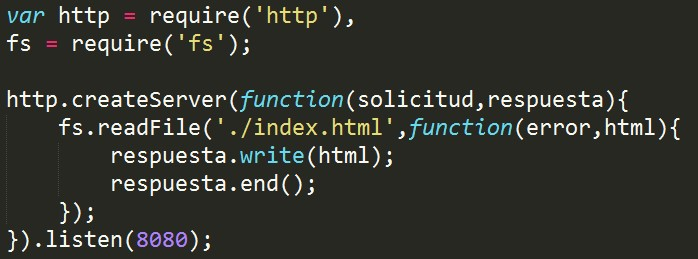 var http = require('http'),
fs = require('fs');
http.createServer(function(solicitud,respuesta){
fs.readFile('./index.html',function(error,html){
respuesta.write(html);
respuesta.end();
});
}).listen(8080);